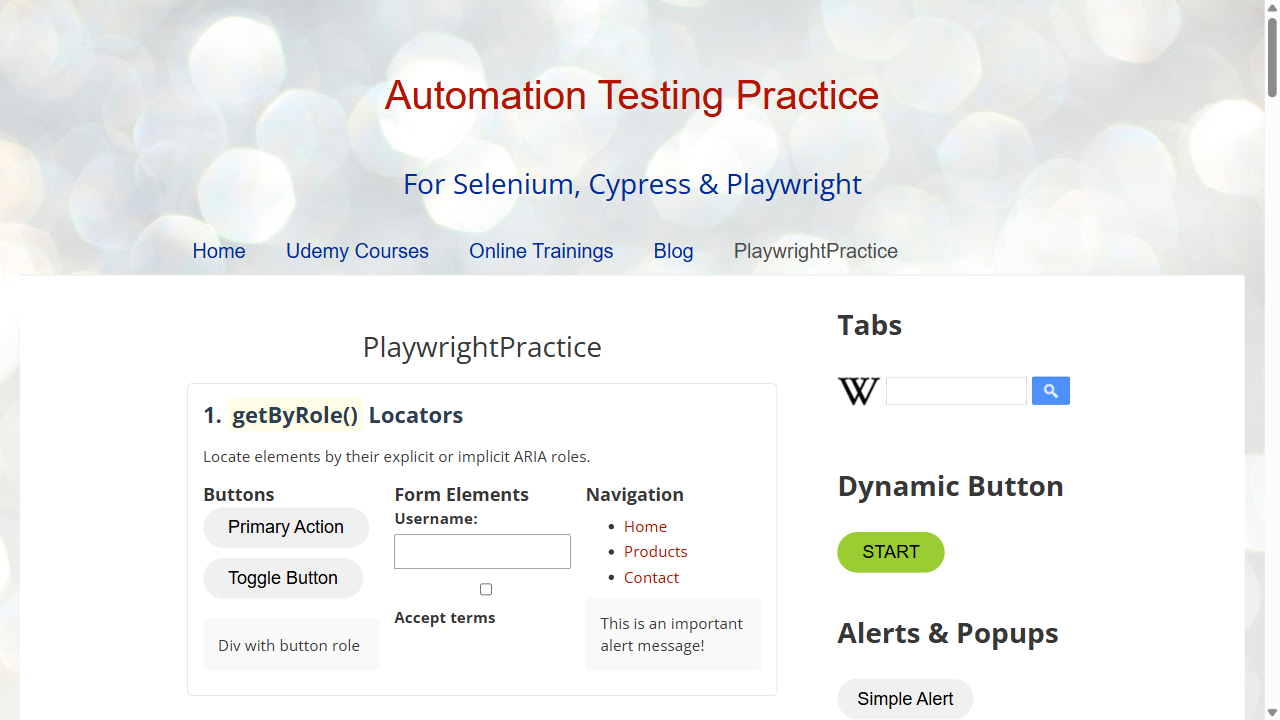 Automation Testing Practice
For Selenium, Cypress & Playwright
Home
Udemy Courses
Online Trainings
Blog
PlaywrightPractice
PlaywrightPractice
1. getByRole() Locators
Locate elements by their explicit or implicit ARIA roles.
Buttons
Primary Action
Toggle Button
Div with button role
Form Elements
Username:
Accept terms
Navigation
Home
Products
Contact
This is an important
alert message!
Tabs
W
Dynamic Button
START
Alerts & Popups
Simple Alert